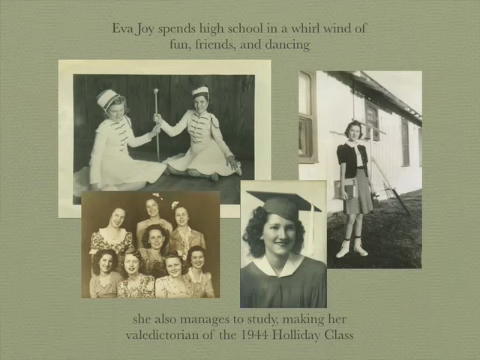 Eva Joy spends high school in a whirl wind of
fun, friends, and dancing
she also manages to study, making her
valedictorian of the 1944 Holliday Class